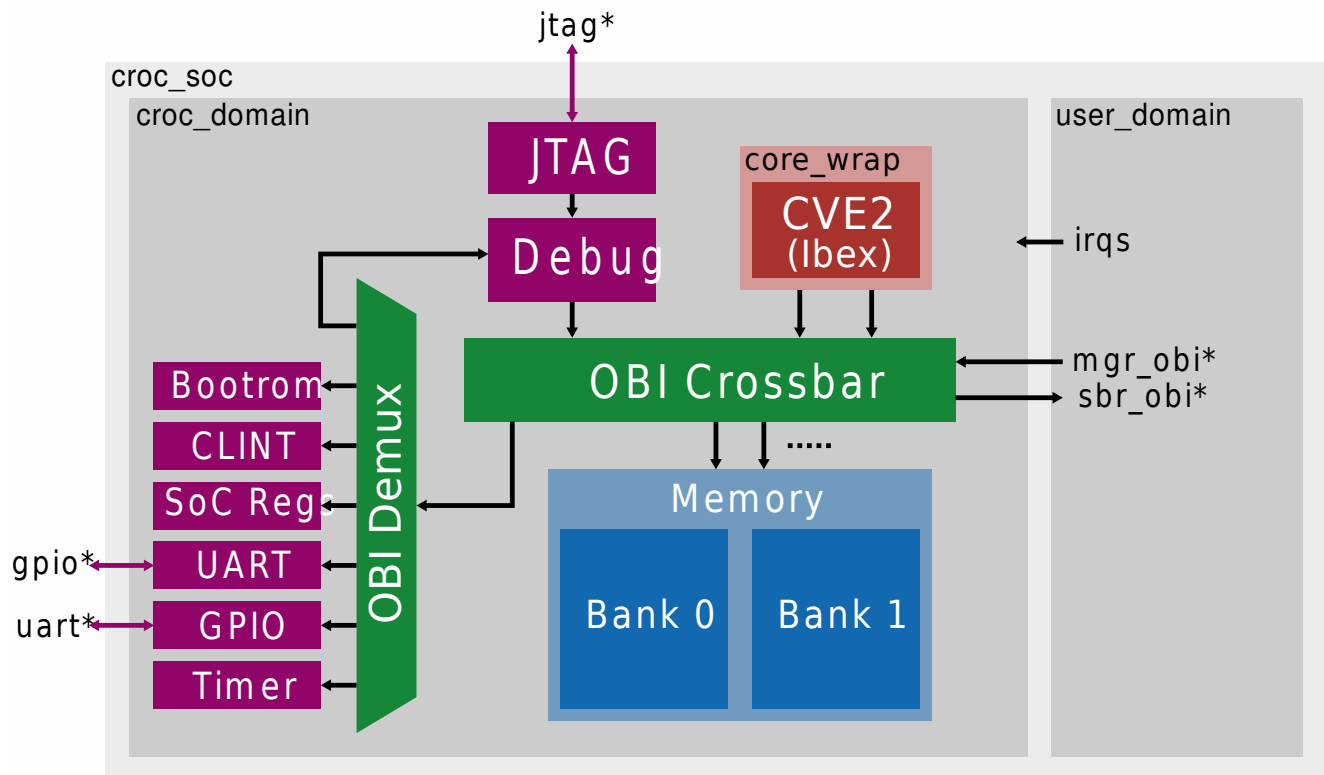 jtag*
croc_soc
croc_domain
user_domain
JTAG
core_wrap
CVE2
(Ibex)
Debug
irqs
OBI Crossbar
mgr_obi*
sbr_obi*
Bootrom
CLINT
SoC Regs
UART
GPIO
Timer
OBI Demux
gpio*
uart*
.....
Memory
Bank 0
Bank 1